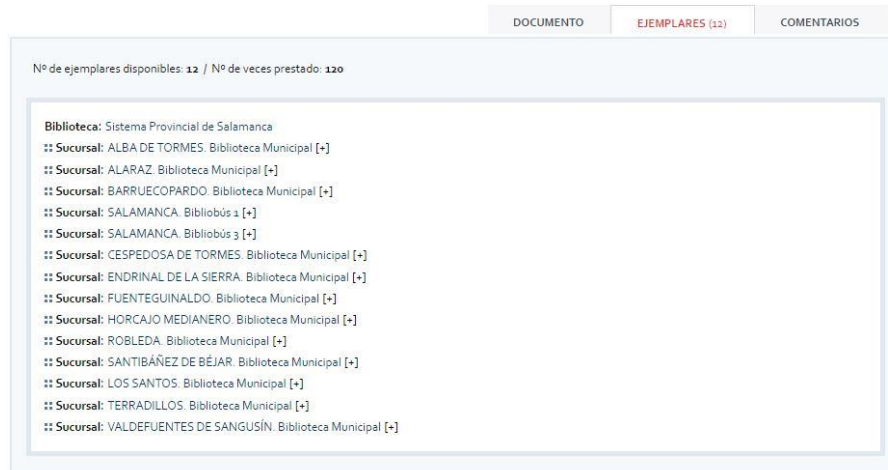 DOCUMENTO EJEMPLARES (12) COMENTARIOS
Nº de ejemplares disponibles: 12 / Nº de veces prestado: 120
Biblioteca: Sistema Provincial de Salamanca
:: Sucursal: ALBA DE TORMES. Biblioteca Municipal [+]
:: Sucursal: ALARAZ. Biblioteca Municipal [+]
:: Sucursal: BARRUECOPARDO. Biblioteca Municipal [+]
:: Sucursal: SALAMANCA. Bibliobús 1 [+]
:: Sucursal: SALAMANCA. Bibliobús 3 [+]
:: Sucursal: CESPEDOSA DE TORMES. Biblioteca Municipal [+]
:: Sucursal: ENDRINAL DE LA SIERRA. Biblioteca Municipal [+]
:: Sucursal: FUENTEGUINALDO. Biblioteca Municipal [+]
:: Sucursal: HORCAJO MEDIANERO. Biblioteca Municipal [+]
:: Sucursal: ROBLEDA. Biblioteca Municipal [+]
:: Sucursal: SANTIBÁÑEZ DE BÉJAR. Biblioteca Municipal [+]
:: Sucursal: LOS SANTOS. Biblioteca Municipal [+]
:: Sucursal: TERRADILLOS. Biblioteca Municipal [+]
:: Sucursal: VALDEFUENTES DE SANGUSÍN. Biblioteca Municipal [+]